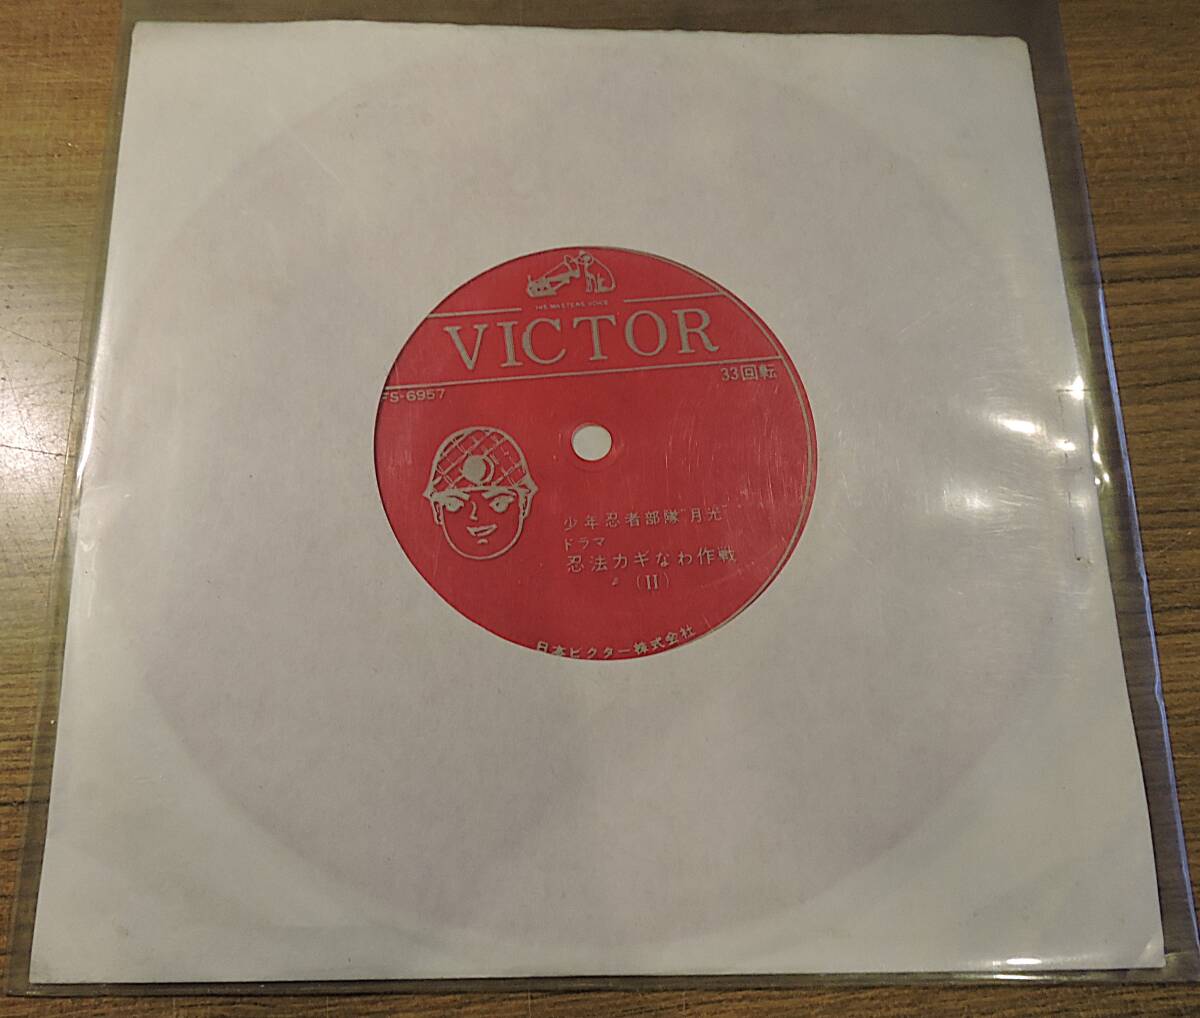 HIS MASTERS VOICE
VICTOR
33回転
FS-6957
少年忍者部隊"月光"
ドラマ
忍法カギなわ作戦
(II)
日本ビクター株式会社